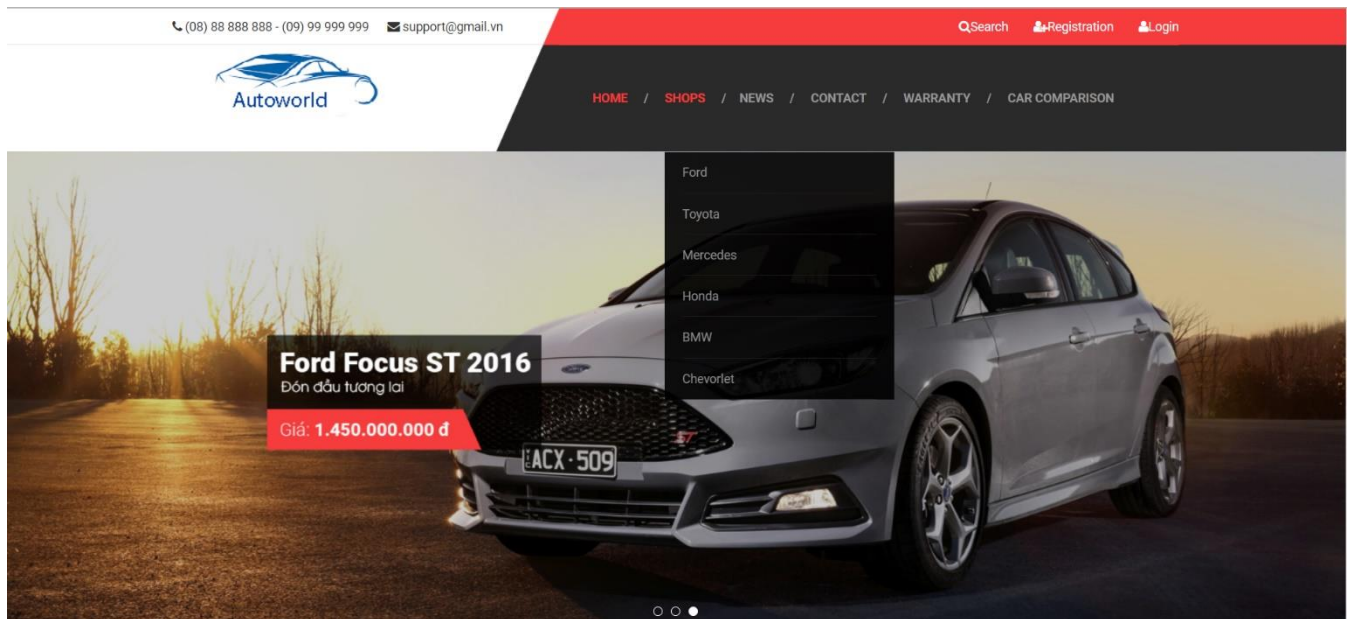 (08) 88 888 888 - (09) 99 999 999 support@gmail.vn
Search Registration Login
Autoworld
HOME / SHOPS / NEWS / CONTACT / WARRANTY / CAR COMPARISON
Ford
Toyota
Mercedes
Honda
BMW
Chevorlet
Ford Focus ST 2016
Đón đầu tương lai
Giá: 1.450.000.000 đ
ST
ACX·509